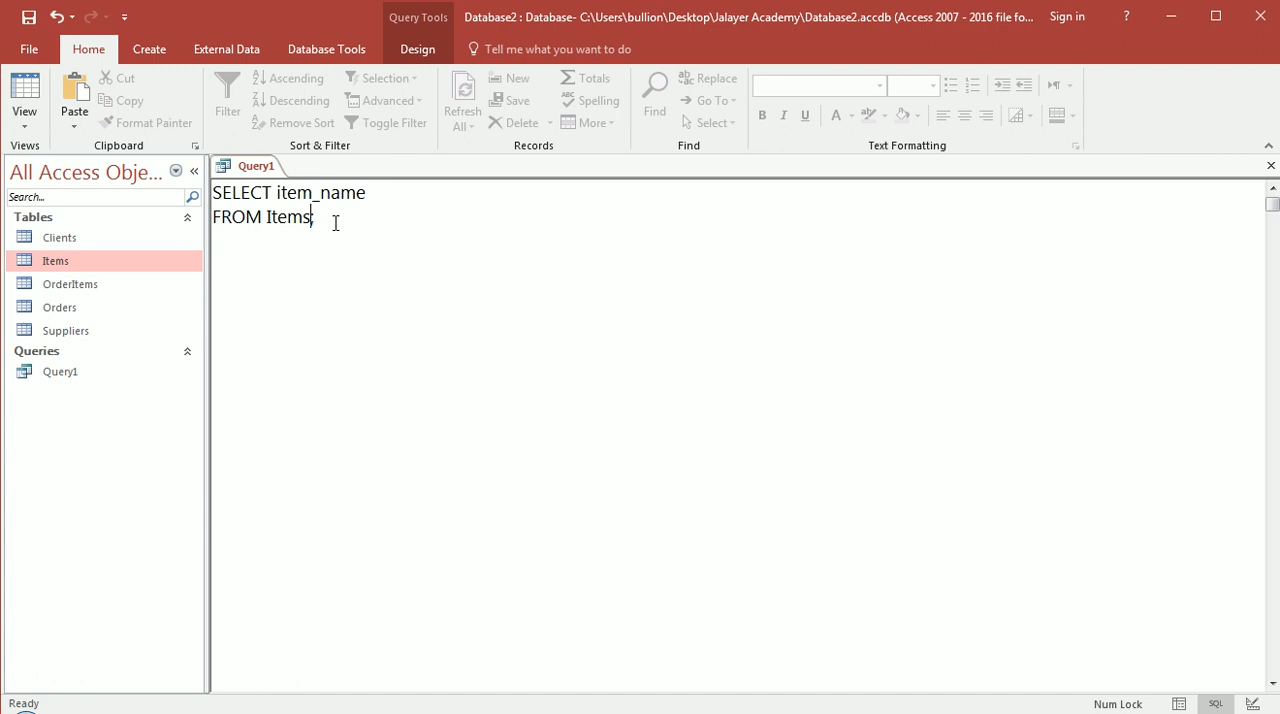 Query Tools
Database2 : Database- C:\Users\bullion\Desktop\Jalayer Academy\Database2.accdb (Access 2007 - 2016 file fo...
Sign in
?
File
Home
Create
External Data
Database Tools
Design
Tell me what you want to do
View
Views
Paste
Cut
Copy
Format Painter
Clipboard
Filter
Ascending
Descending
Remove Sort
Selection
Advanced
Toggle Filter
Sort & Filter
Refresh
All
New
Save
Delete
Totals
Spelling
More
Records
Find
Replace
Go To
Select
Find
B I U A
Text Formatting
All Access Obje...
Search...
Tables
Clients
Items
OrderItems
Orders
Suppliers
Queries
Query1
Query1
SELECT item_name
FROM Items;
Ready
Num Lock
SQL